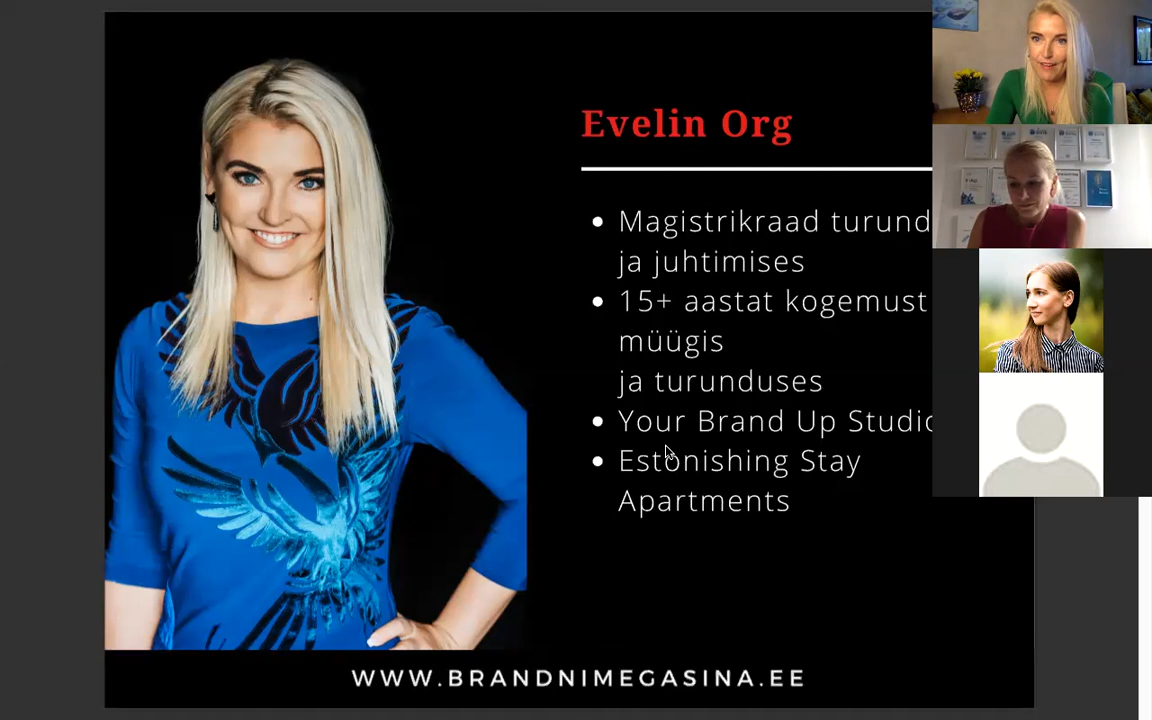 Evelin Org
Magistrikraad turund
ja juhtimises
15+ aastat kogemust
müügis
ja turunduses
Your Brand Up Studio
Estonishing Stay
Apartments
WWW.BRANDNIMEGASINA.EE